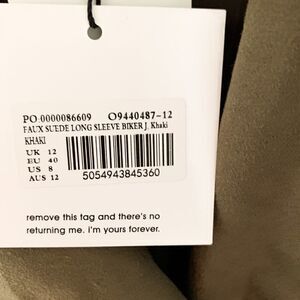 PO 0000086609 O9440487-12
FAUX SUEDE LONG SLEEVE BIKER J. Khaki
KHAKI
UK 12
EU 40
US 8
AUS 12
5054943845360
remove this tag and there's no
returning me. i'm yours forever.